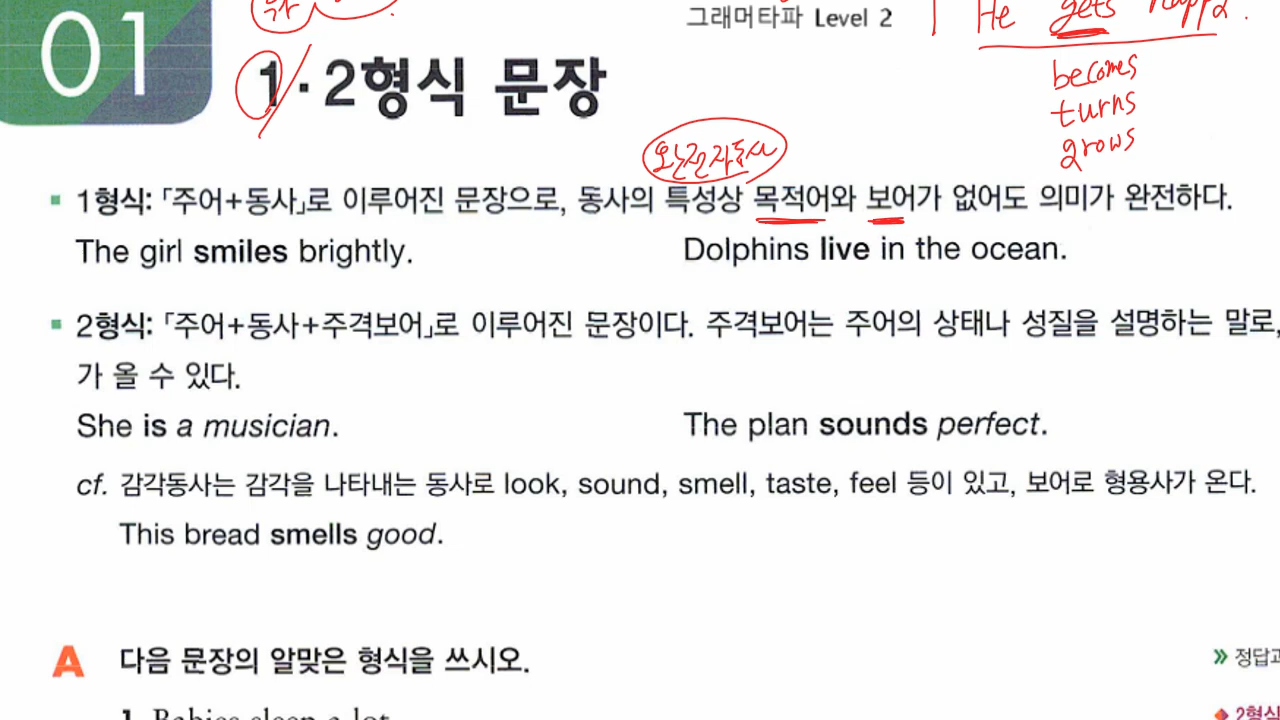 01
그래머타파 Level 2
He gets happy.
becomes
turns
grows
1·2형식 문장
완전자동사
1형식: 「주어+동사」로 이루어진 문장으로, 동사의 특성상 목적어와 보어가 없어도 의미가 완전하다.
The girl smiles brightly.
Dolphins live in the ocean.
2형식: 「주어+동사+주격보어」로 이루어진 문장이다. 주격보어는 주어의 상태나 성질을 설명하는 말로,
가 올 수 있다.
She is a musician.
The plan sounds perfect.
cf. 감각동사는 감각을 나타내는 동사로 look, sound, smell, taste, feel 등이 있고, 보어로 형용사가 온다.
This bread smells good.
A 다음 문장의 알맞은 형식을 쓰시오.
» 정답과
1 Babies sleep a lot
2형식